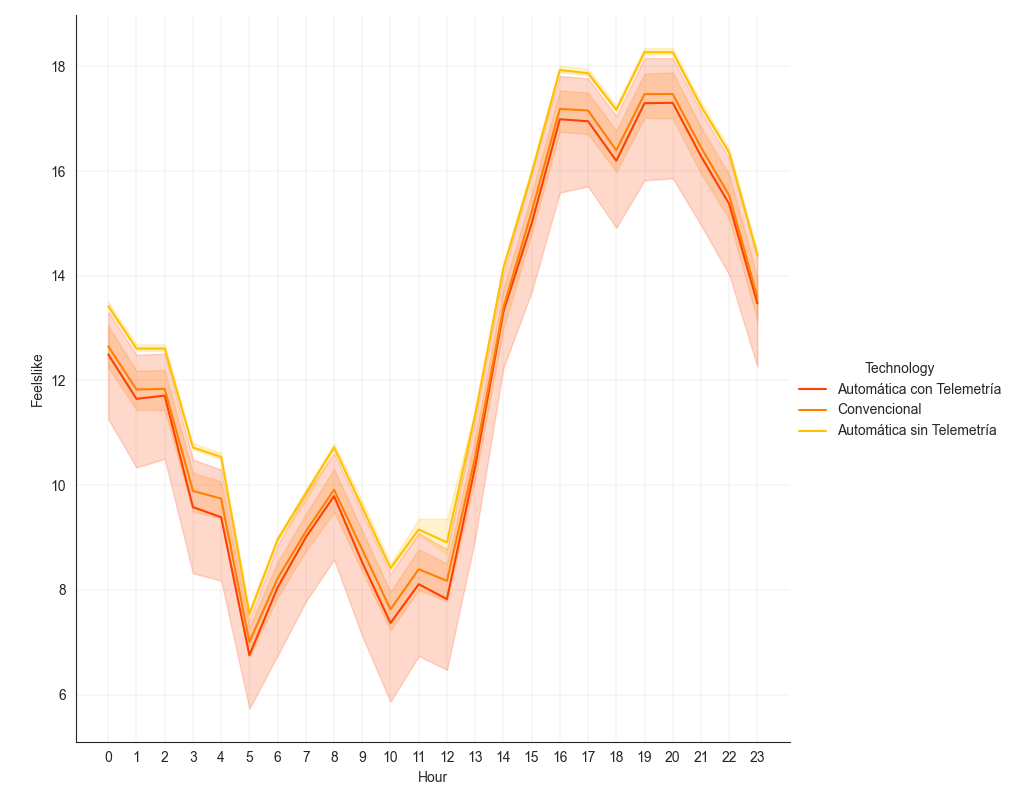 18
16
14
12
10
8
6
Feelslike
0 1 2 3 4 5 6 7 8 9 10 11 12 13 14 15 16 17 18 19 20 21 22 23
Hour
Technology
Automática con Telemetría
Convencional
Automática sin Telemetría